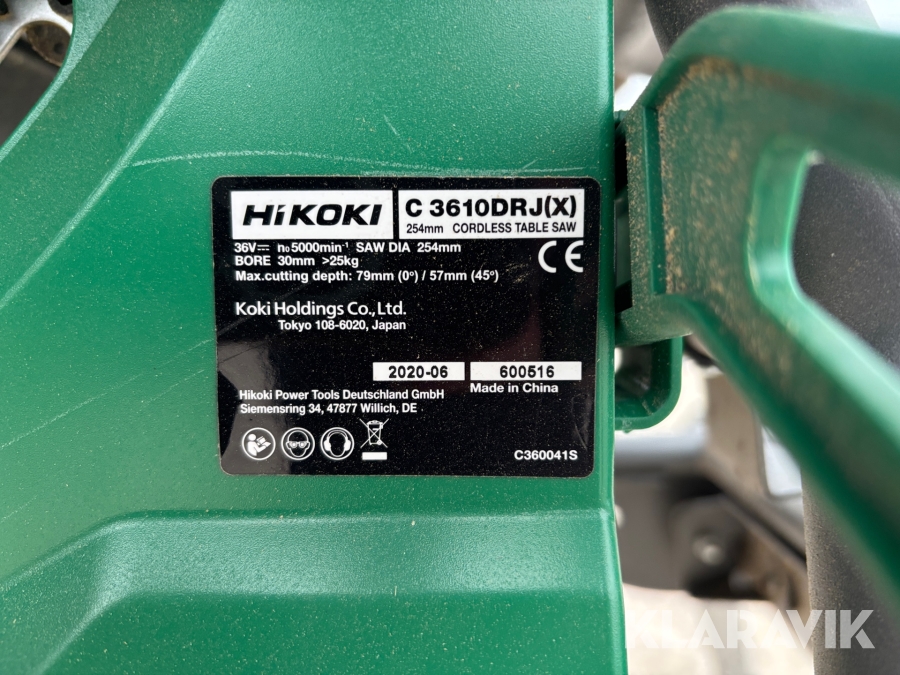 HiKOKI
C 3610DRJ(X)
254mm CORDLESS TABLE SAW
36V⎓ n₀5000min⁻¹ SAW DIA 254mm
BORE 30mm >25kg
Max.cutting depth: 79mm (0°) / 57mm (45°)
CE
Koki Holdings Co., Ltd.
Tokyo 108-6020, Japan
2020-06
600516
Made in China
Hikoki Power Tools Deutschland GmbH
Siemensring 34, 47877 Willich, DE
C360041S
KLARAVIK